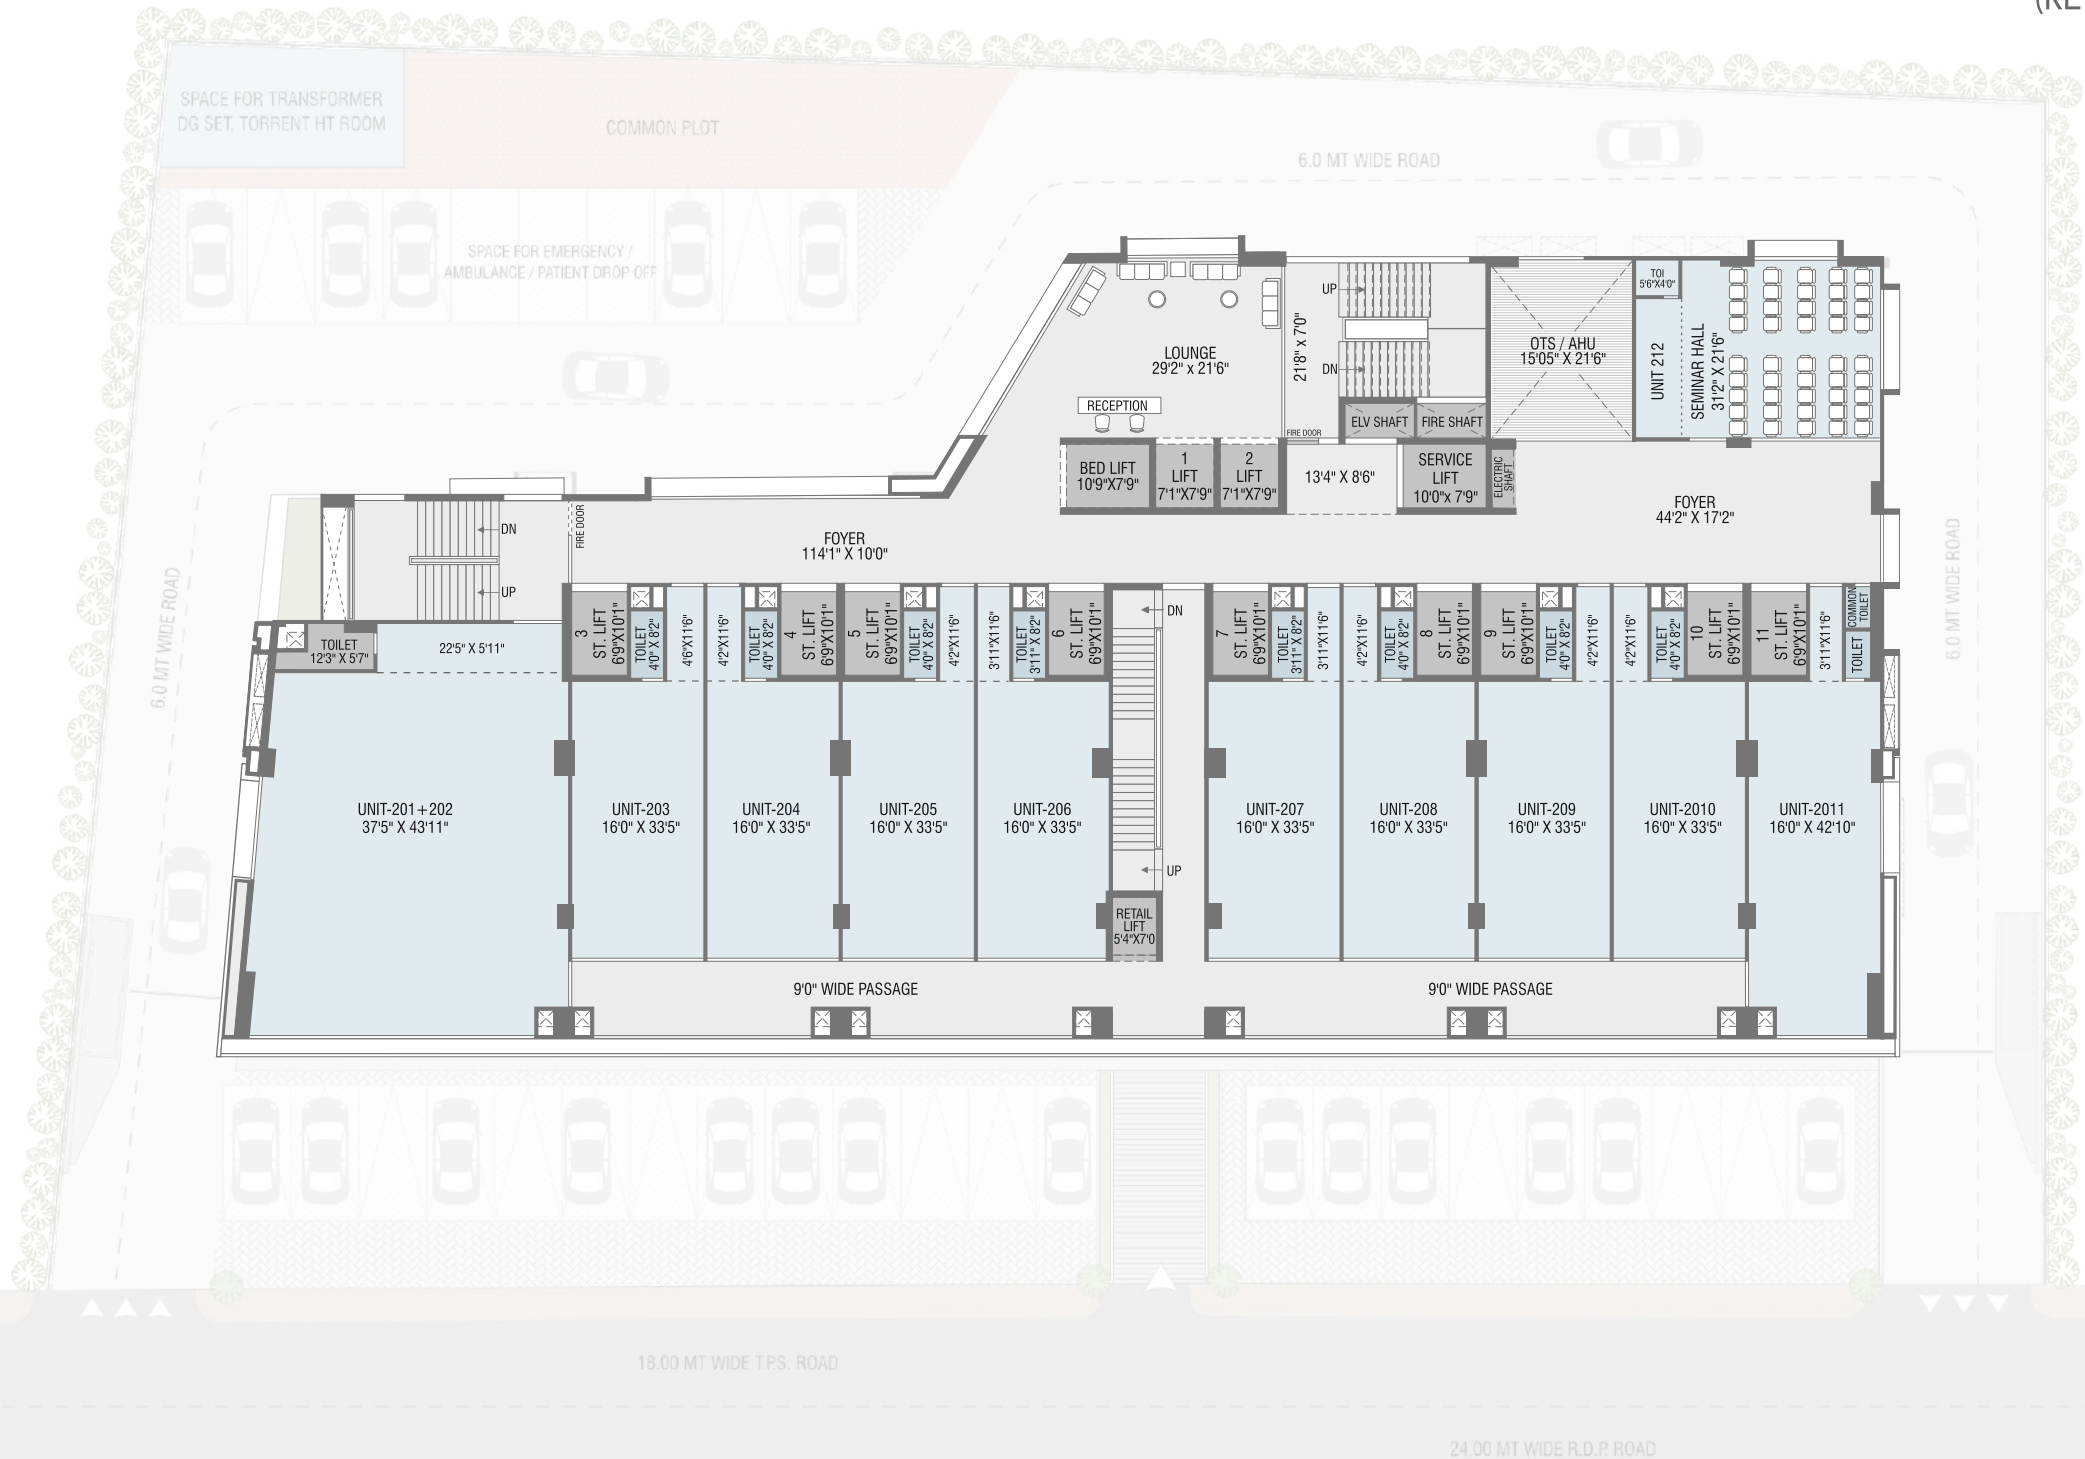 (RE
SPACE FOR TRANSFORMER
DG SET, TORRENT HT ROOM
COMMON PLOT
6.0 MT WIDE ROAD
SPACE FOR EMERGENCY /
AMBULANCE / PATIENT DROP OFF
LOUNGE
29'2" x 21'6"
RECEPTION
21'8" x 7'0"
UP
DN
ELV SHAFT
FIRE SHAFT
FIRE DOOR
OTS / AHU
15'05" X 21'6"
TOI
5'6"X4'0"
UNIT 212
SEMINAR HALL
31'2" X 21'6"
BED LIFT
10'9"X7'9"
1
LIFT
7'1"X7'9"
2
LIFT
7'1"X7'9"
13'4" X 8'6"
SERVICE
LIFT
10'0"x 7'9"
ELECTRIC
SHAFT
FOYER
44'2" X 17'2"
DN
UP
FIRE DOOR
FOYER
114'1" X 10'0"
6.0 MT WIDE ROAD
6.0 MT WIDE ROAD
TOILET
12'3" X 5'7"
22'5" X 5'11"
3
ST. LIFT
6'9"X10'1"
TOILET
4'0" X 8'2"
4'6"X11'6"
4'2"X11'6"
TOILET
4'0" X 8'2"
4
ST. LIFT
6'9"X10'1"
5
ST. LIFT
6'9"X10'1"
TOILET
4'0" X 8'2"
4'2"X11'6"
3'11"X11'6"
TOILET
3'11" X 8'2"
6
ST. LIFT
6'9"X10'1"
DN
7
ST. LIFT
6'9"X10'1"
TOILET
3'11" X 8'2"
3'11"X11'6"
4'2"X11'6"
TOILET
4'0" X 8'2"
8
ST. LIFT
6'9"X10'1"
9
ST. LIFT
6'9"X10'1"
TOILET
4'0" X 8'2"
4'2"X11'6"
4'2"X11'6"
TOILET
4'0" X 8'2"
10
ST. LIFT
6'9"X10'1"
11
ST. LIFT
6'9"X10'1"
3'11"X11'6"
COMMON
TOILET
TOILET
UNIT-201+202
37'5" X 43'11"
UNIT-203
16'0" X 33'5"
UNIT-204
16'0" X 33'5"
UNIT-205
16'0" X 33'5"
UNIT-206
16'0" X 33'5"
UNIT-207
16'0" X 33'5"
UNIT-208
16'0" X 33'5"
UNIT-209
16'0" X 33'5"
UNIT-2010
16'0" X 33'5"
UNIT-2011
16'0" X 42'10"
UP
RETAIL
LIFT
5'4"X7'0
9'0" WIDE PASSAGE
9'0" WIDE PASSAGE
18.00 MT WIDE T.P.S. ROAD
24.00 MT WIDE R.D.P. ROAD